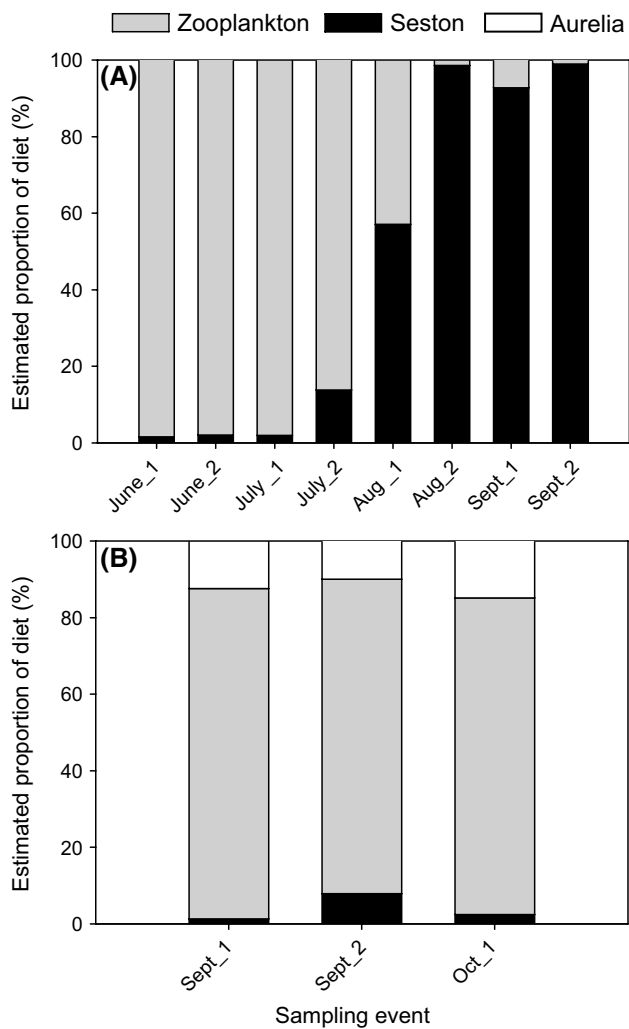 Zooplankton Seston Aurelia
(A)
Estimated proportion of diet (%)
100
80
60
40
20
0
June_1 June_2 July_1 July_2 Aug_1 Aug_2 Sept_1 Sept_2
(B)
Estimated proportion of diet (%)
100
80
60
40
20
0
Sept_1 Sept_2 Oct_1
Sampling event